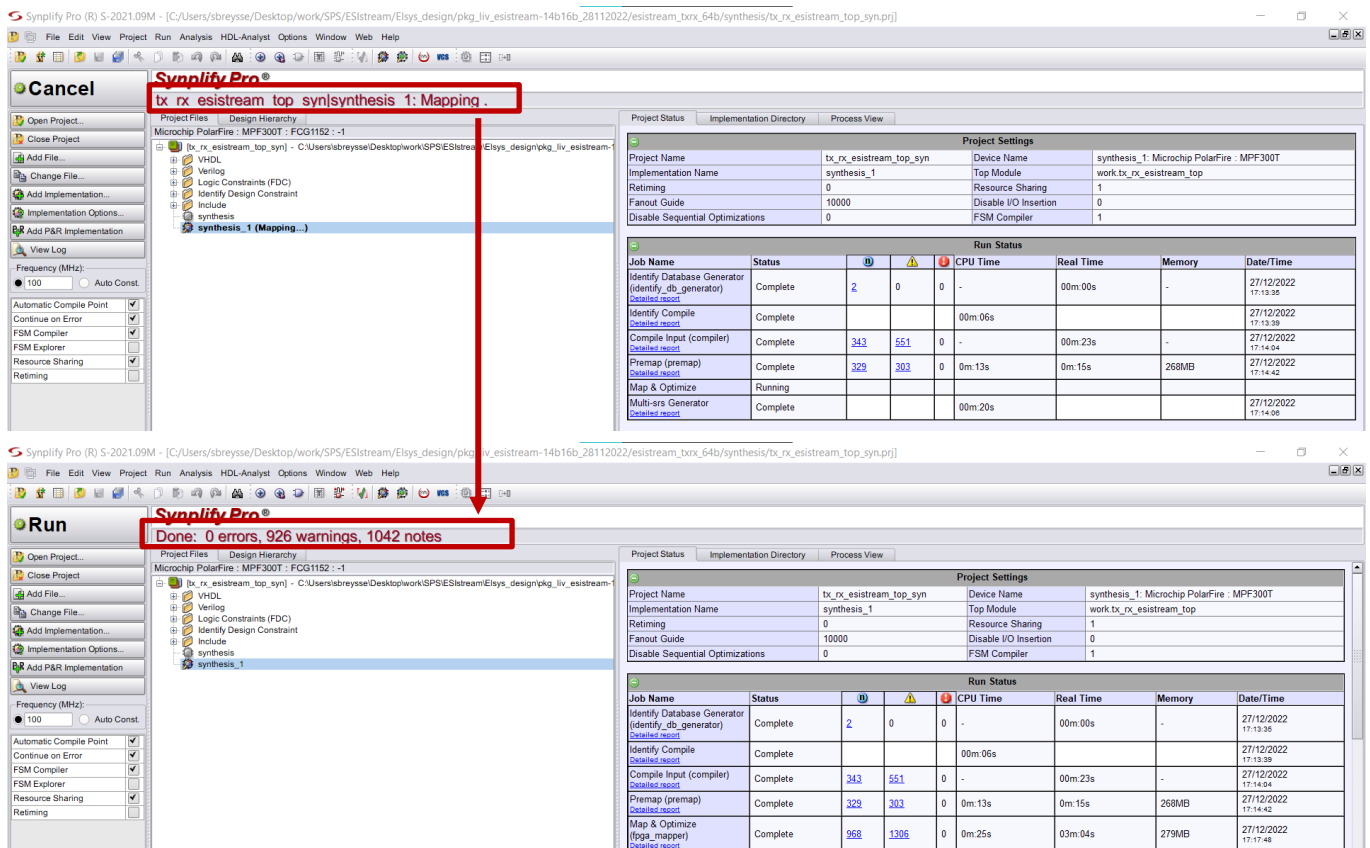 Synplify Pro (R) S-2021.09M - [C:/Users/sbreysse/Desktop/work/SPS/ESIstream/Elsys_design/pkg_liv_esistream-14b16b_28112022/esistream_txrx_64b/synthesis/tx_rx_esistream_top_syn.prj]
File Edit View Project Run Analysis HDL-Analyst Options Window Web Help
VCS
Cancel
Synplify Pro®
tx_rx_esistream_top_syn|synthesis_1: Mapping .
Open Project...
Close Project
Add File...
Change File...
Add Implementation...
Implementation Options...
Add P&R Implementation
View Log
Frequency (MHz):
100 Auto Const.
Automatic Compile Point
Continue on Error
FSM Compiler
FSM Explorer
Resource Sharing
Retiming
Project Files Design Hierarchy
Microchip PolarFire : MPF300T : FCG1152 : -1
[tx_rx_esistream_top_syn] - C:\Users\sbreysse\Desktop\work\SPS\ESIstream\Elsys_design\pkg_liv_esistream-1
VHDL
Verilog
Logic Constraints (FDC)
Identify Design Constraint
Include
synthesis
synthesis_1 (Mapping...)
Project Status Implementation Directory Process View
Project Settings
Project Name tx_rx_esistream_top_syn Device Name synthesis_1: Microchip PolarFire : MPF300T
Implementation Name synthesis_1 Top Module work.tx_rx_esistream_top
Retiming 0 Resource Sharing 1
Fanout Guide 10000 Disable I/O Insertion 0
Disable Sequential Optimizations 0 FSM Compiler 1
Run Status
Job Name Status CPU Time Real Time Memory Date/Time
Identify Database Generator
(identify_db_generator) Complete 2 0 0 - 00m:00s - 27/12/2022
Detailed report 17:13:35
Identify Compile Complete 00m:06s 27/12/2022
Detailed report 17:13:39
Compile Input (compiler) Complete 343 551 0 - 00m:23s - 27/12/2022
Detailed report 17:14:04
Premap (premap) Complete 329 303 0 0m:13s 0m:15s 268MB 27/12/2022
Detailed report 17:14:42
Map & Optimize Running
Multi-srs Generator Complete 00m:20s 27/12/2022
Detailed report 17:14:06
Synplify Pro (R) S-2021.09M - [C:/Users/sbreysse/Desktop/work/SPS/ESIstream/Elsys_design/pkg_liv_esistream-14b16b_28112022/esistream_txrx_64b/synthesis/tx_rx_esistream_top_syn.prj]
File Edit View Project Run Analysis HDL-Analyst Options Window Web Help
VCS
Run
Synplify Pro®
Done: 0 errors, 926 warnings, 1042 notes
Open Project...
Close Project
Add File...
Change File...
Add Implementation...
Implementation Options...
Add P&R Implementation
View Log
Frequency (MHz):
100 Auto Const.
Automatic Compile Point
Continue on Error
FSM Compiler
FSM Explorer
Resource Sharing
Retiming
Project Files Design Hierarchy
Microchip PolarFire : MPF300T : FCG1152 : -1
[tx_rx_esistream_top_syn] - C:\Users\sbreysse\Desktop\work\SPS\ESIstream\Elsys_design\pkg_liv_esistream-1
VHDL
Verilog
Logic Constraints (FDC)
Identify Design Constraint
Include
synthesis
synthesis_1
Project Status Implementation Directory Process View
Project Settings
Project Name tx_rx_esistream_top_syn Device Name synthesis_1: Microchip PolarFire : MPF300T
Implementation Name synthesis_1 Top Module work.tx_rx_esistream_top
Retiming 0 Resource Sharing 1
Fanout Guide 10000 Disable I/O Insertion 0
Disable Sequential Optimizations 0 FSM Compiler 1
Run Status
Job Name Status CPU Time Real Time Memory Date/Time
Identify Database Generator
(identify_db_generator) Complete 2 0 0 - 00m:00s - 27/12/2022
Detailed report 17:13:35
Identify Compile Complete 00m:06s 27/12/2022
Detailed report 17:13:39
Compile Input (compiler) Complete 343 551 0 - 00m:23s - 27/12/2022
Detailed report 17:14:04
Premap (premap) Complete 329 303 0 0m:13s 0m:15s 268MB 27/12/2022
Detailed report 17:14:42
Map & Optimize
(fpga_mapper) Complete 968 1306 0 0m:25s 03m:04s 279MB 27/12/2022
Detailed report 17:17:48